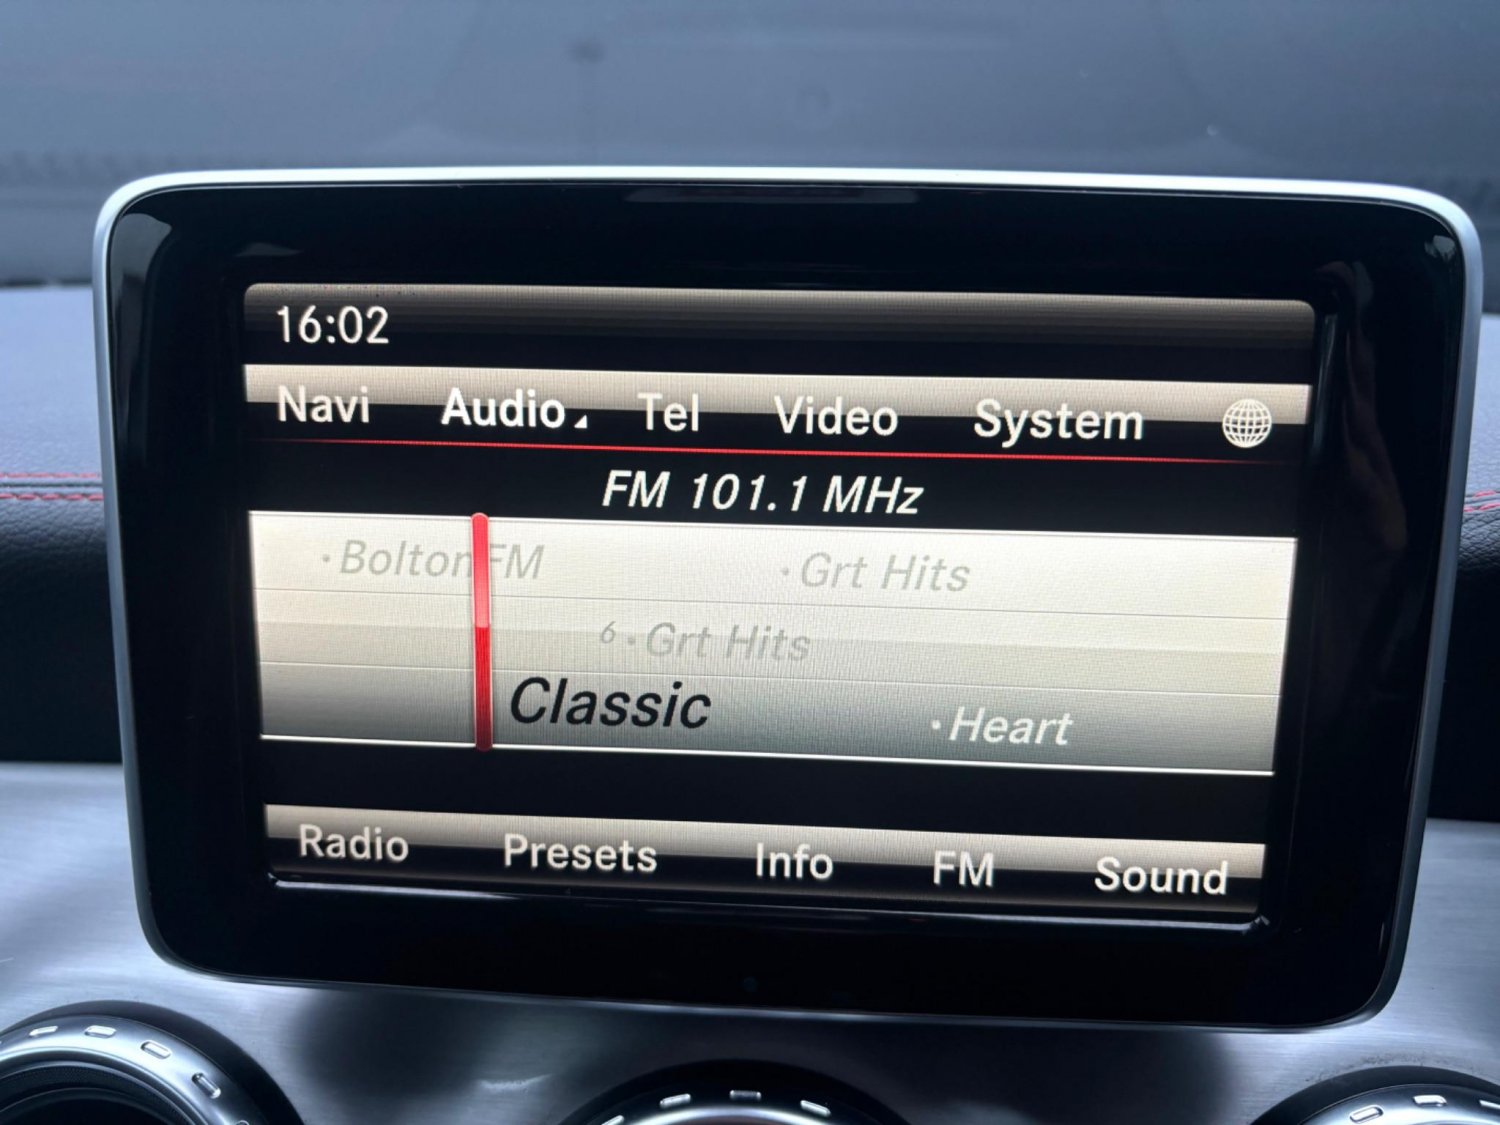 16:02
Navi Audio Tel Video System
FM 101.1 MHz
·Bolton FM ·Grt Hits
6 ·Grt Hits
Classic ·Heart
Radio Presets Info FM Sound